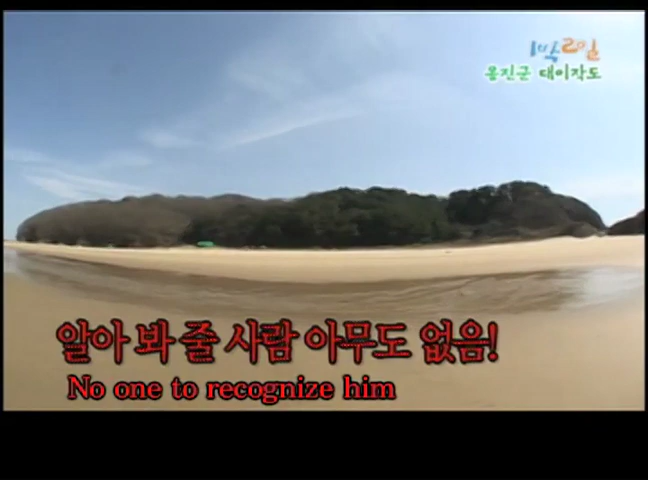 1박2일
옹진군 대이작도
알아 봐 줄 사람 아무도 없음!
No one to recognize him